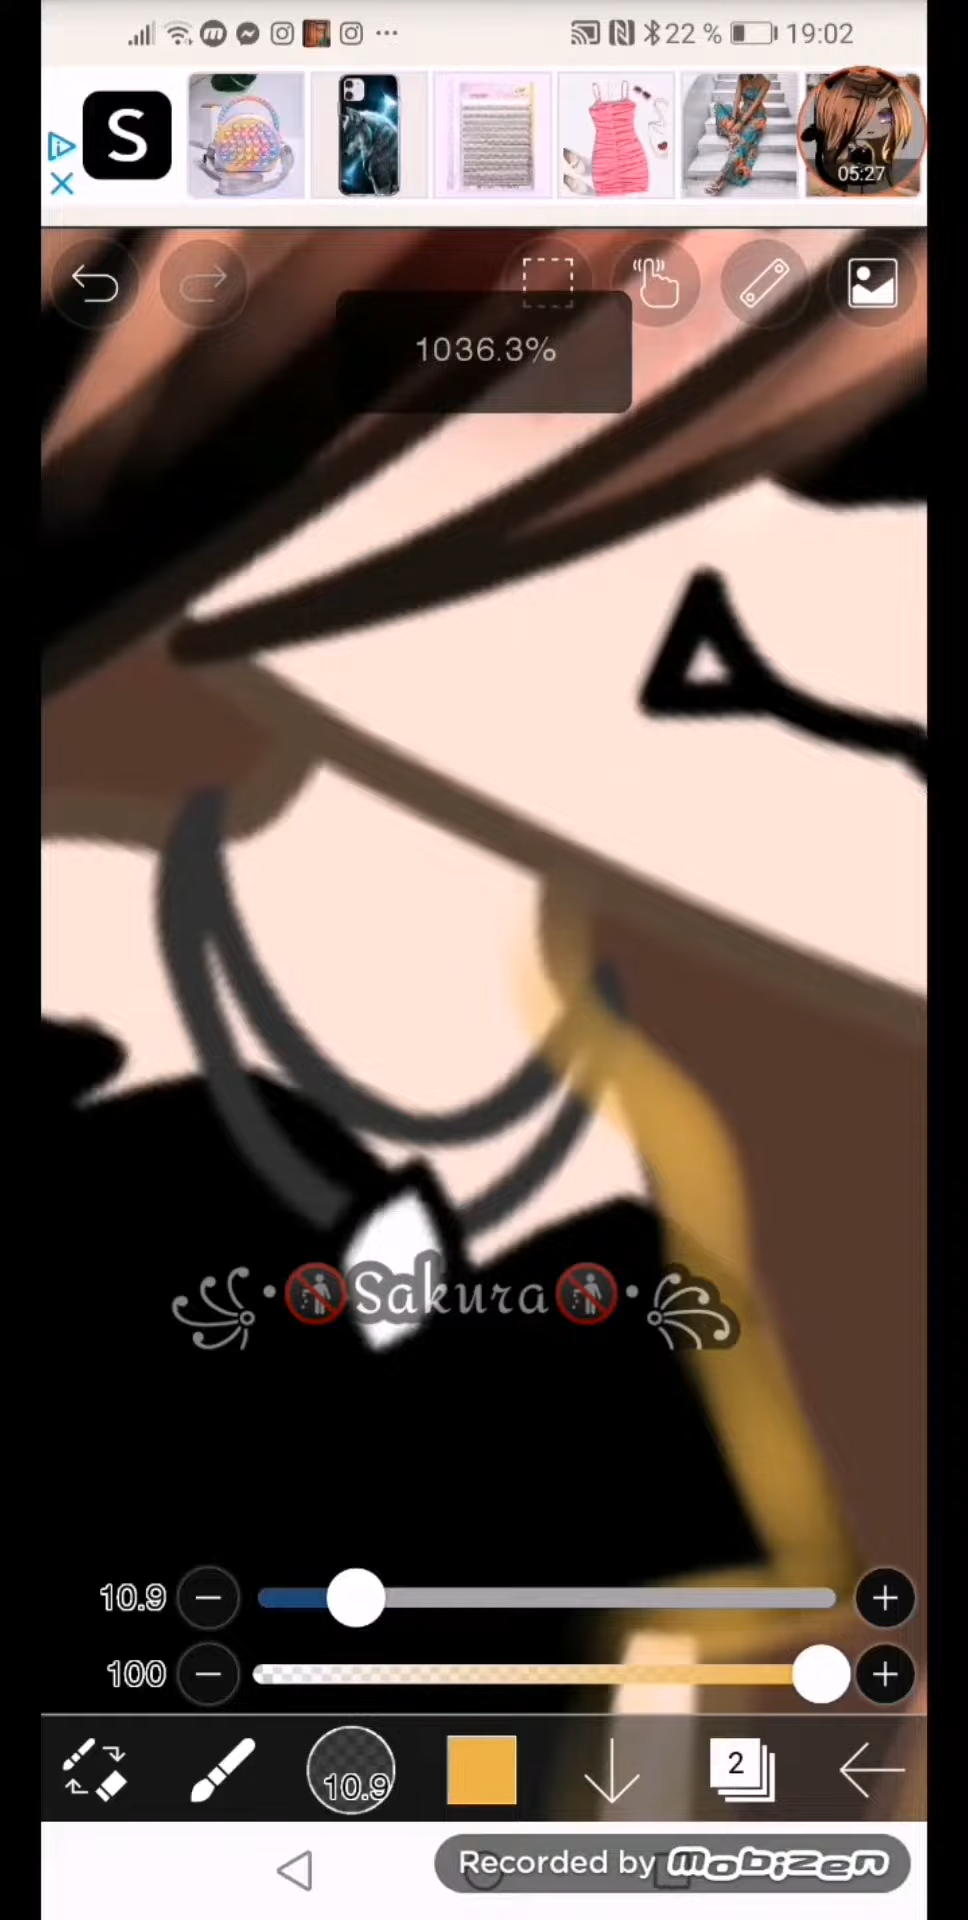 22 % 19:02
S
05:27
1036.3%
•Sakura•
10.9
100
10.9
2
Recorded by mobizen